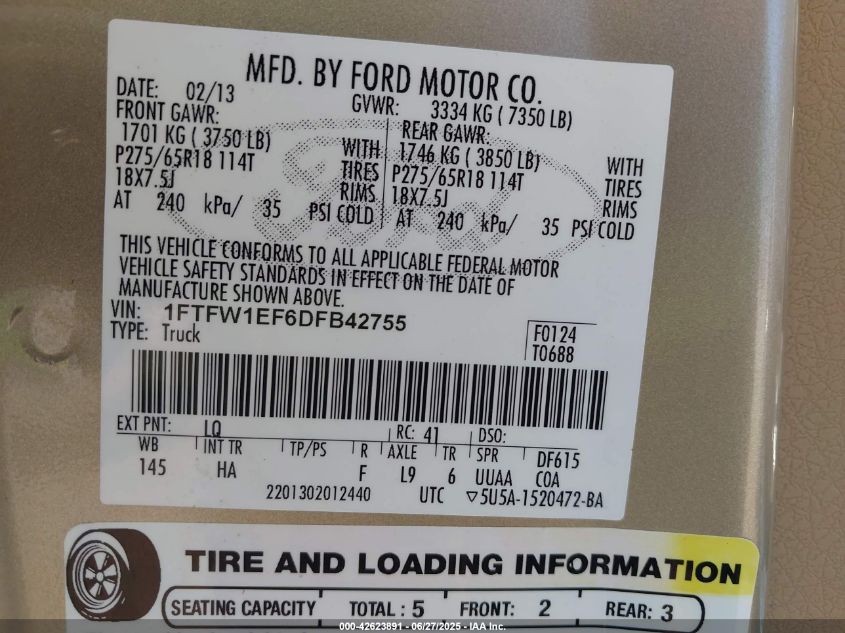 MFD. BY FORD MOTOR CO.
DATE: 02/13 GVWR: 3334 KG ( 7350 LB)
FRONT GAWR: REAR GAWR:
1701 KG ( 3750 LB) WITH 1746 KG ( 3850 LB) WITH
P275/65R18 114T TIRES P275/65R18 114T TIRES
18X7.5J RIMS 18X7.5J RIMS
AT 240 kPa/ 35 PSI COLD AT 240 kPa/ 35 PSI COLD
THIS VEHICLE CONFORMS TO ALL APPLICABLE FEDERAL MOTOR
VEHICLE SAFETY STANDARDS IN EFFECT ON THE DATE OF
MANUFACTURE SHOWN ABOVE.
VIN: 1FTFW1EF6DFB42755
TYPE: Truck
F0124
T0688
EXT PNT: LQ RC: 41 DSO:
WB INT TR TP/PS R AXLE TR SPR DF615
145 HA F L9 6 UUAA COA
2201302012440 UTC ▽5U5A-1520472-BA
Ford
TIRE AND LOADING INFORMATION
SEATING CAPACITY TOTAL : 5 FRONT: 2 REAR: 3
000-42623891 - 06/27/2025 - IAA Inc.